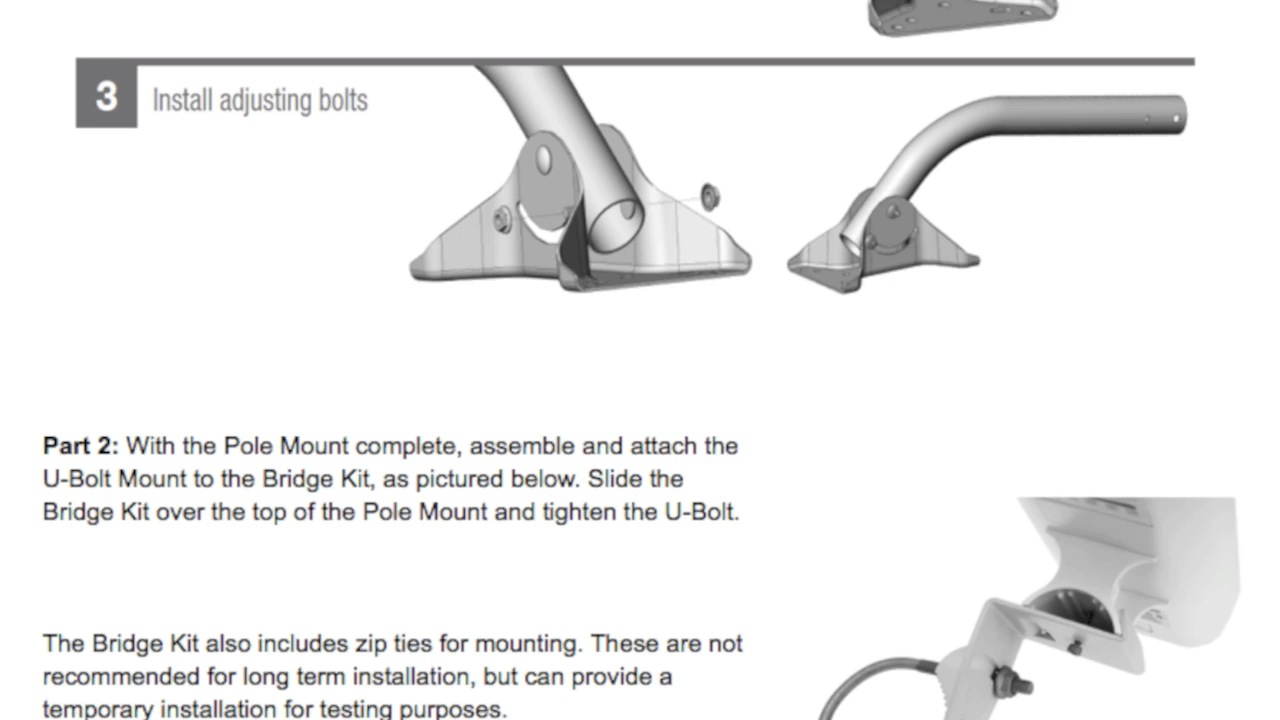 3 Install adjusting bolts
Part 2: With the Pole Mount complete, assemble and attach the
U-Bolt Mount to the Bridge Kit, as pictured below. Slide the
Bridge Kit over the top of the Pole Mount and tighten the U-Bolt.
The Bridge Kit also includes zip ties for mounting. These are not
recommended for long term installation, but can provide a
temporary installation for testing purposes.